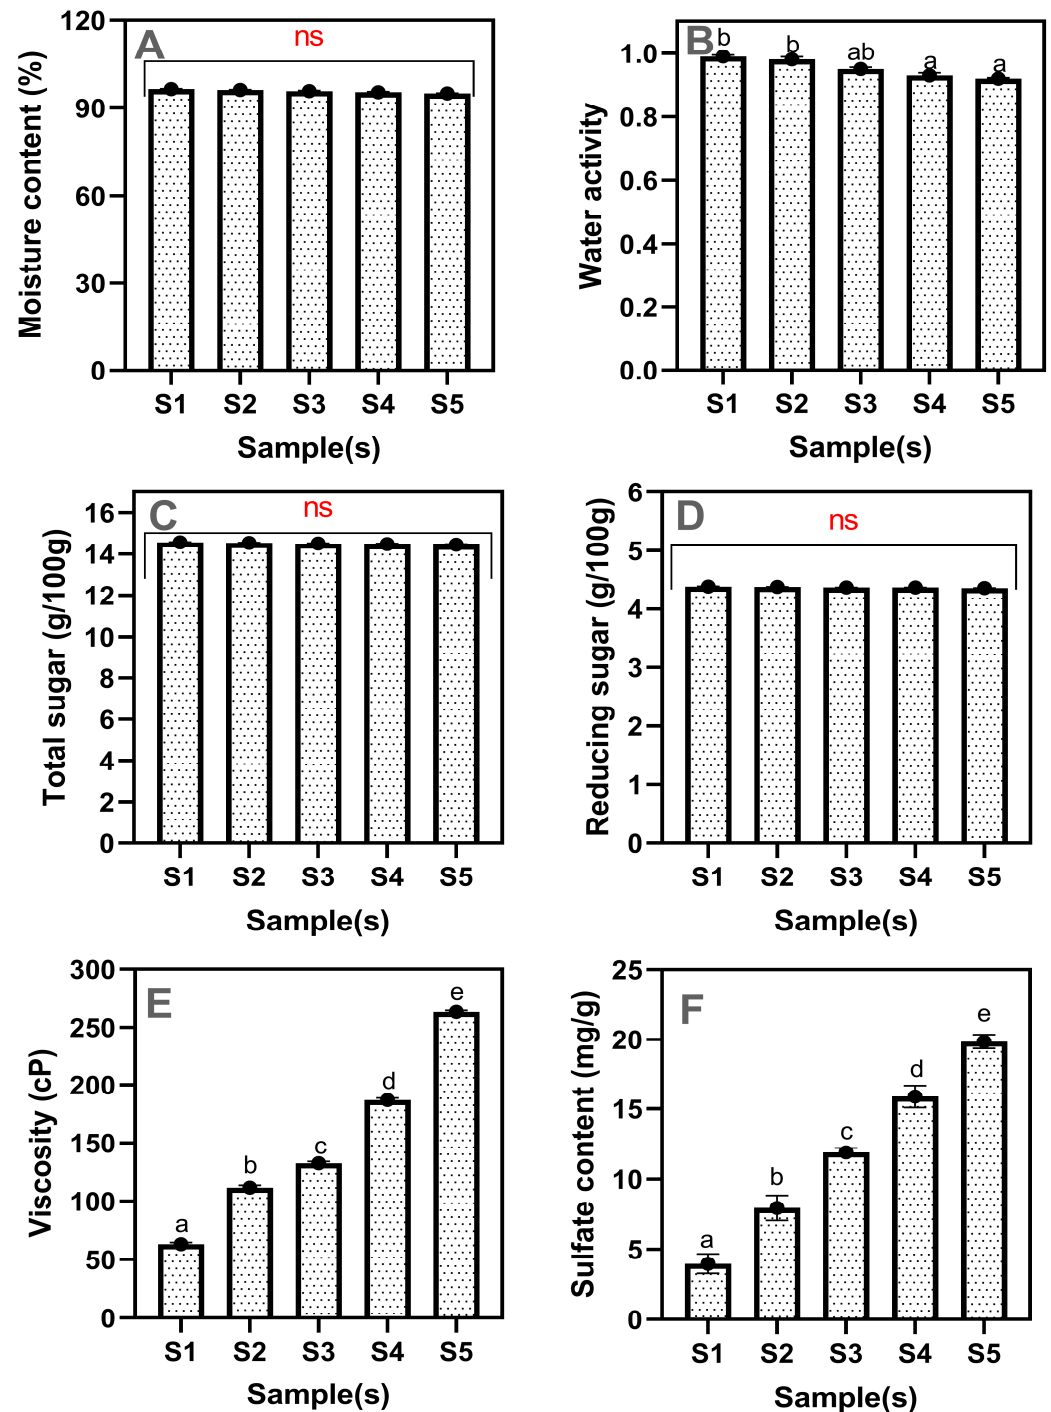 A
ns
Moisture content (%)
120
90
60
30
0
S1 S2 S3 S4 S5
Sample(s)
B
b b ab a a
Water activity
1.0
0.8
0.6
0.4
0.2
0.0
S1 S2 S3 S4 S5
Sample(s)
C
ns
Total sugar (g/100g)
16
14
12
10
8
6
4
2
0
S1 S2 S3 S4 S5
Sample(s)
D
ns
Reducing sugar (g/100g)
6
5
4
3
2
1
0
S1 S2 S3 S4 S5
Sample(s)
E
a b c d e
Viscosity (cP)
300
250
200
150
100
50
0
S1 S2 S3 S4 S5
Sample(s)
F
a b c d e
Sulfate content (mg/g)
25
20
15
10
5
0
S1 S2 S3 S4 S5
Sample(s)